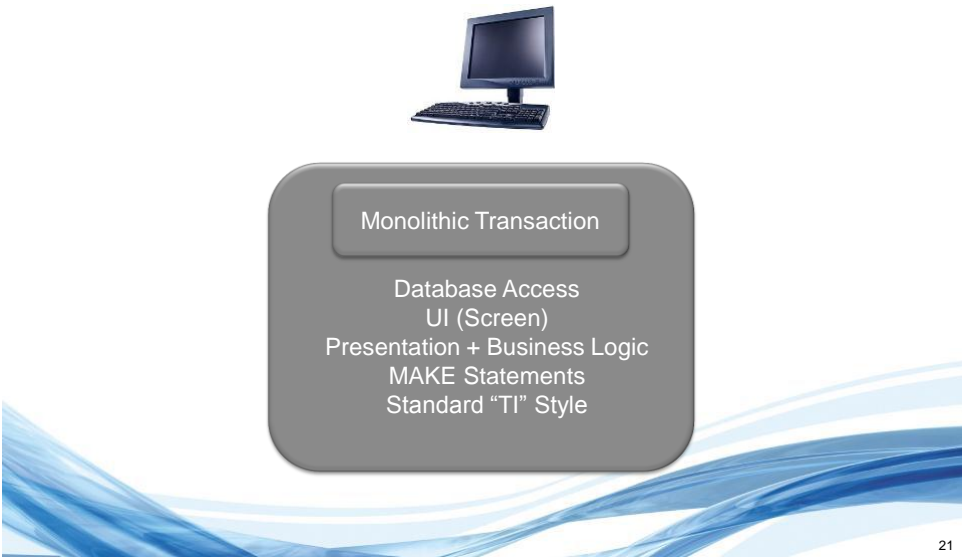 Monolithic Transaction
Database Access
UI (Screen)
Presentation + Business Logic
MAKE Statements
Standard “TI” Style
21